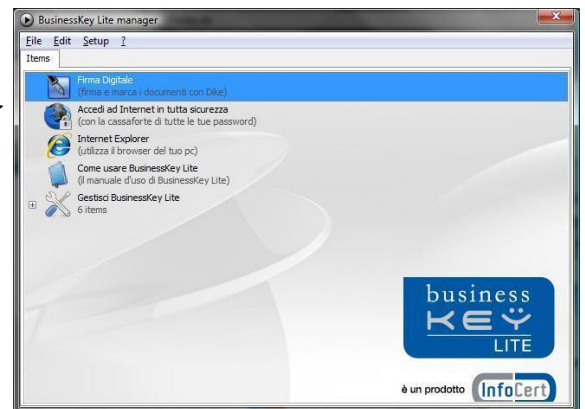 BusinessKey Lite manager
File Edit Setup ?
Items
Firma Digitale
(firma e marca i documenti con Dike)
Accedi ad Internet in tutta sicurezza
(con la cassaforte di tutte le tue password)
Internet Explorer
(utilizza il browser del tuo pc)
Come usare BusinessKey Lite
(il manuale d'uso di BusinessKey Lite)
Gestisci BusinessKey Lite
6 items
business
KEY
LITE
è un prodotto InfoCert